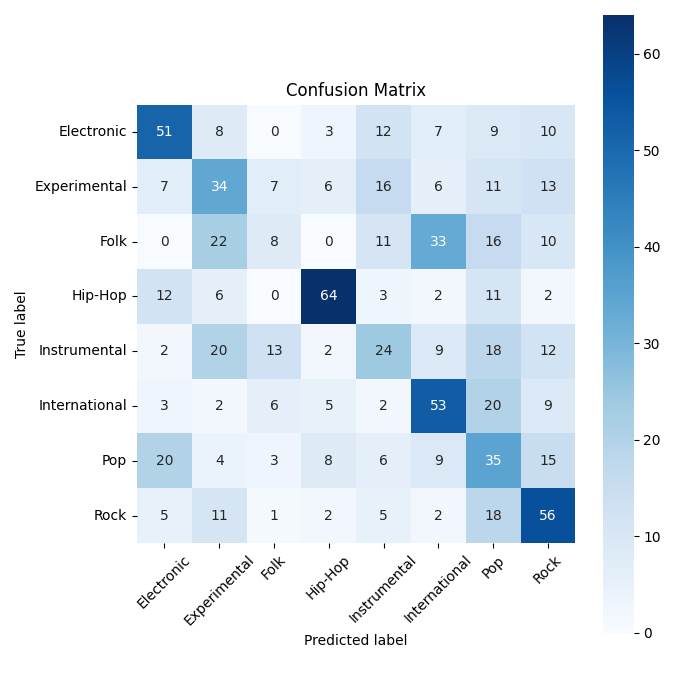 Confusion Matrix
Electronic 51 8 0 3 12 7 9 10
Experimental 7 34 7 6 16 6 11 13
Folk 0 22 8 0 11 33 16 10
Hip-Hop 12 6 0 64 3 2 11 2
Instrumental 2 20 13 2 24 9 18 12
International 3 2 6 5 2 53 20 9
Pop 20 4 3 8 6 9 35 15
Rock 5 11 1 2 5 2 18 56
True label
Electronic Experimental Folk Hip-Hop Instrumental International Pop Rock
Predicted label
60
50
40
30
20
10
0